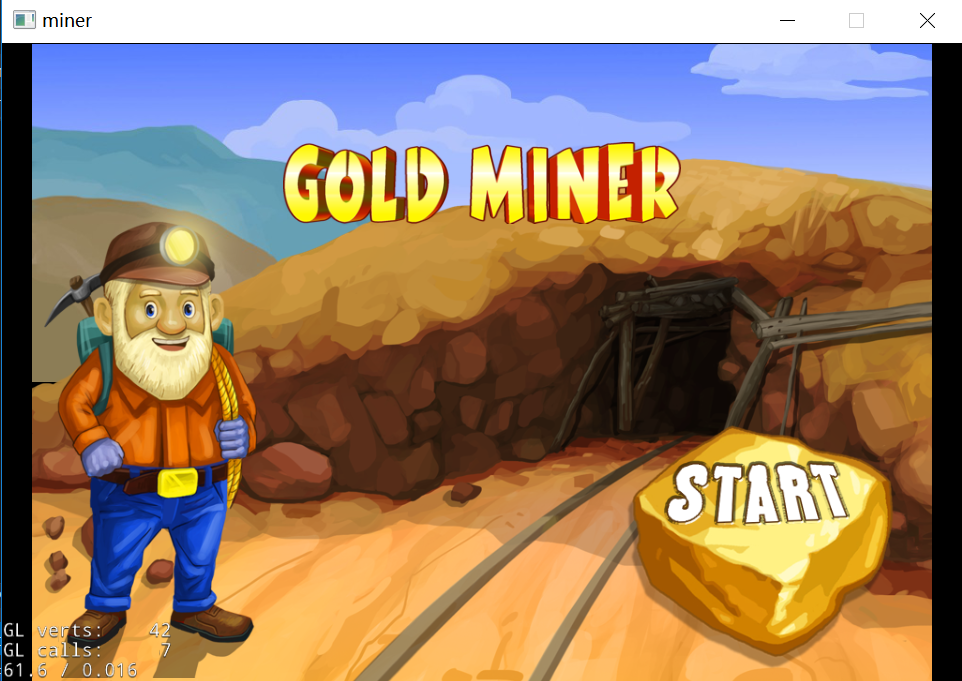 miner
GOLD MINER
START
GL verts: 42
GL calls: 7
61.6 / 0.016